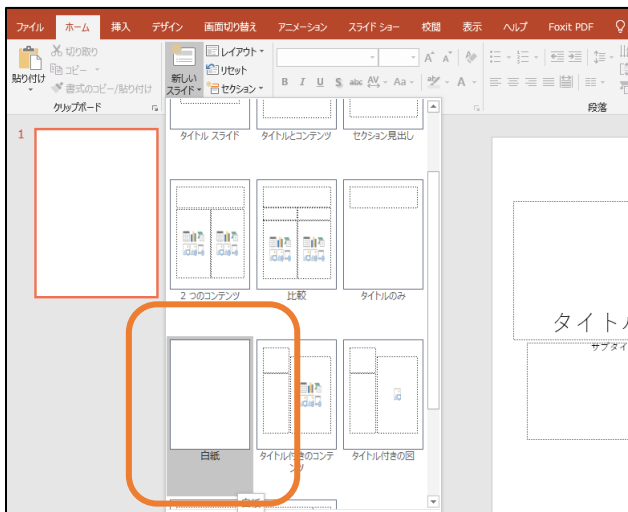 ファイル ホーム 挿入 デザイン 画面切り替え アニメーション スライド ショー 校閲 表示 ヘルプ Foxit PDF
切り取り
コピー
書式のコピー/貼り付け
貼り付け
クリップボード
新しい
スライド
レイアウト
リセット
セクション
B I U S abc AV Aa A
A A
段落
1
タイトル スライド タイトルとコンテンツ セクション見出し
2 つのコンテンツ 比較 タイトルのみ
白紙 タイトル付きのコンテ
ンツ
タイトル付きの図
タイトル
サブタイ